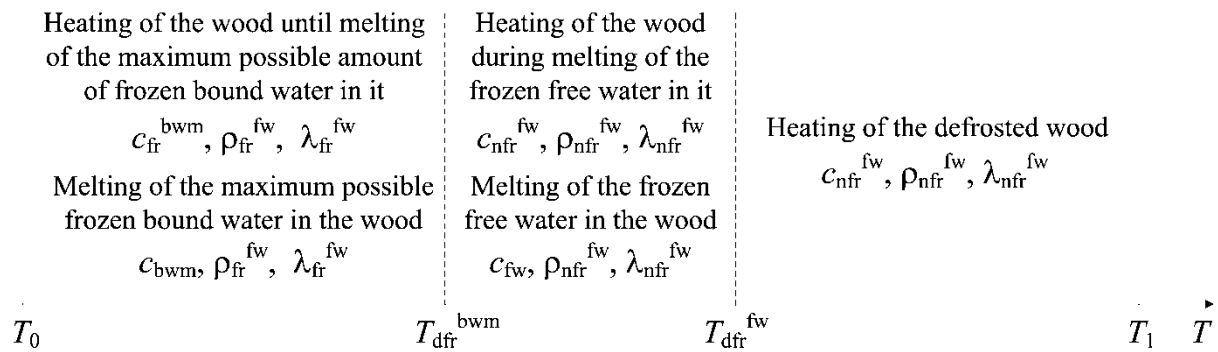 Heating of the wood until melting
of the maximum possible amount
of frozen bound water in it
c_fr^bwm, ρ_fr^fw, λ_fr^fw
Melting of the maximum possible
frozen bound water in the wood
c_bwm, ρ_fr^fw, λ_fr^fw
Heating of the wood
during melting of the
frozen free water in it
c_nfr^fw, ρ_nfr^fw, λ_nfr^fw
Melting of the frozen
free water in the wood
c_fw, ρ_nfr^fw, λ_nfr^fw
Heating of the defrosted wood
c_nfr^fw, ρ_nfr^fw, λ_nfr^fw
T_0 T_dfr^bwm T_dfr^fw T_1 T